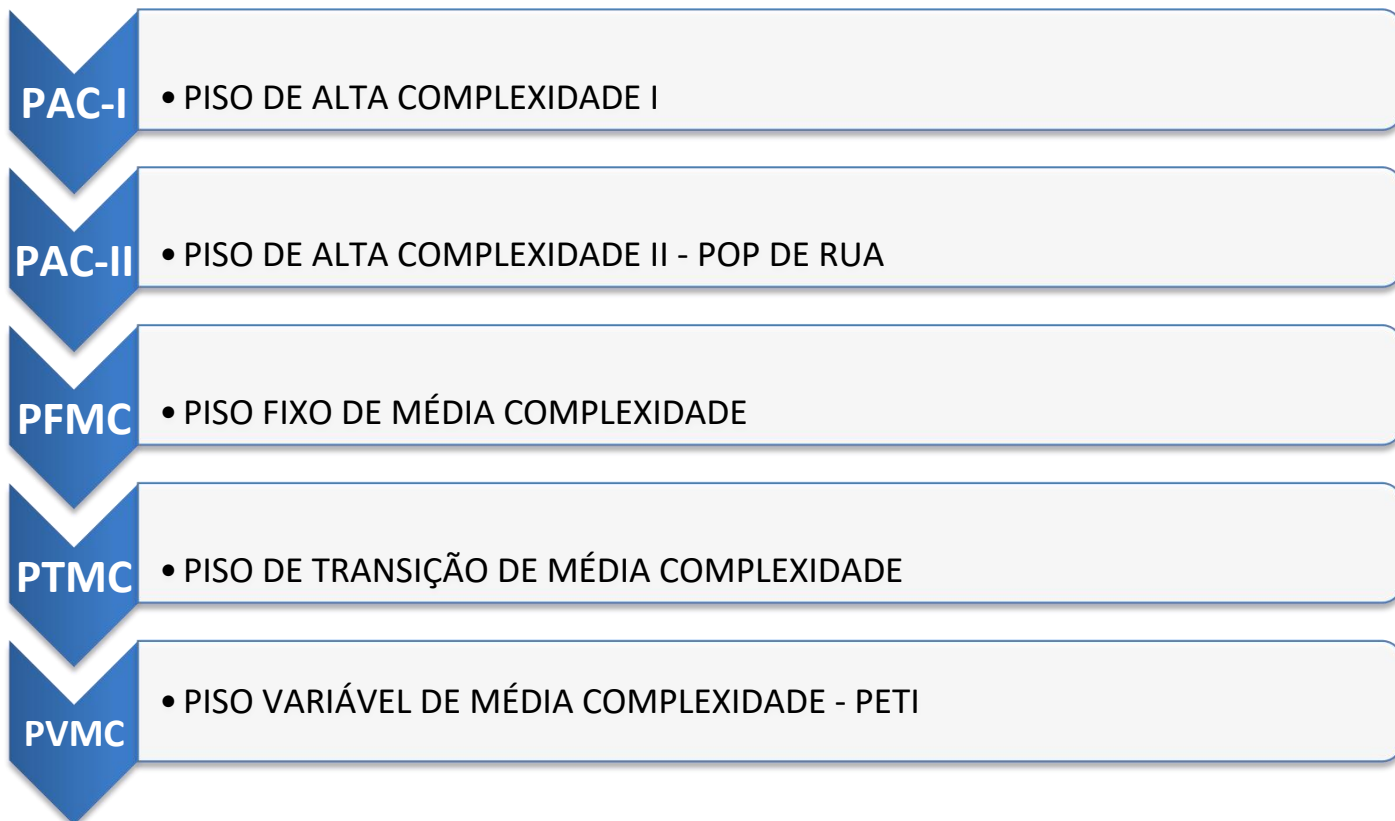 PAC-I
• PISO DE ALTA COMPLEXIDADE I
PAC-II
• PISO DE ALTA COMPLEXIDADE II - POP DE RUA
PFMC
• PISO FIXO DE MÉDIA COMPLEXIDADE
PTMC
• PISO DE TRANSIÇÃO DE MÉDIA COMPLEXIDADE
PVMC
• PISO VARIÁVEL DE MÉDIA COMPLEXIDADE - PETI